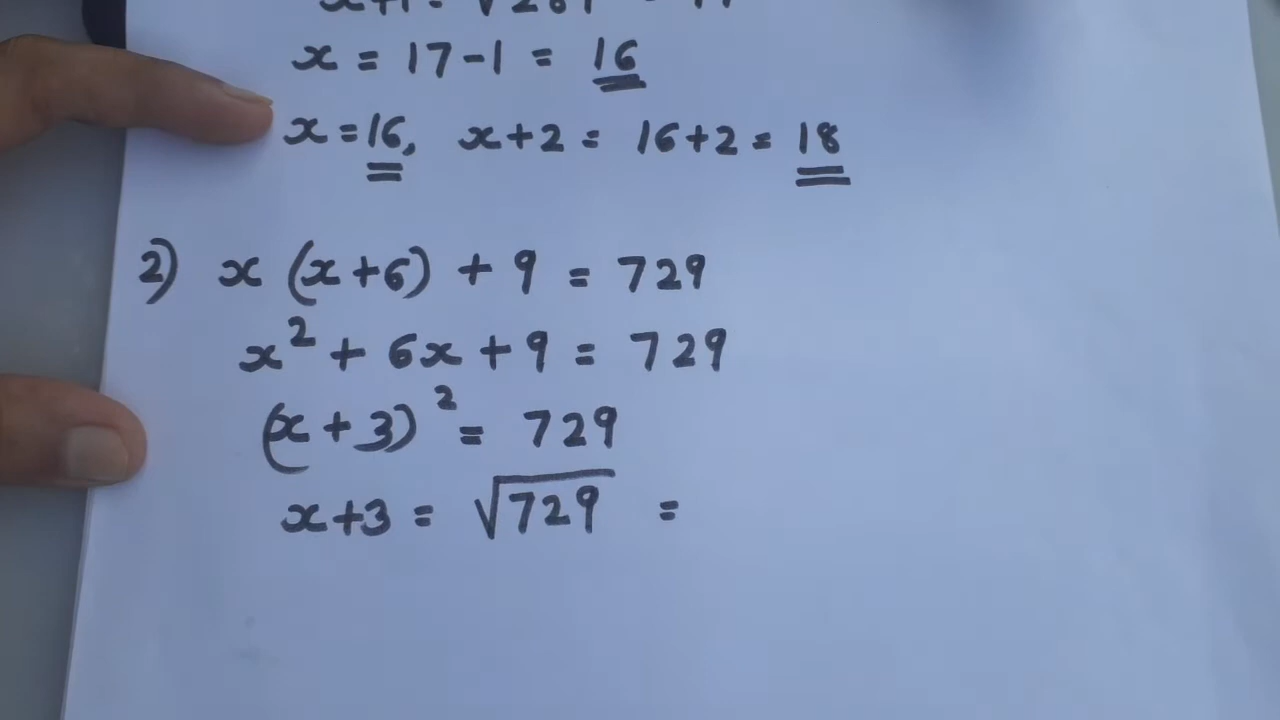 x = 17-1 = 16
x = 16, x+2 = 16+2 = 18
2) x (x+6) + 9 = 729
x² + 6x + 9 = 729
(x + 3)² = 729
x+3 = √729 =